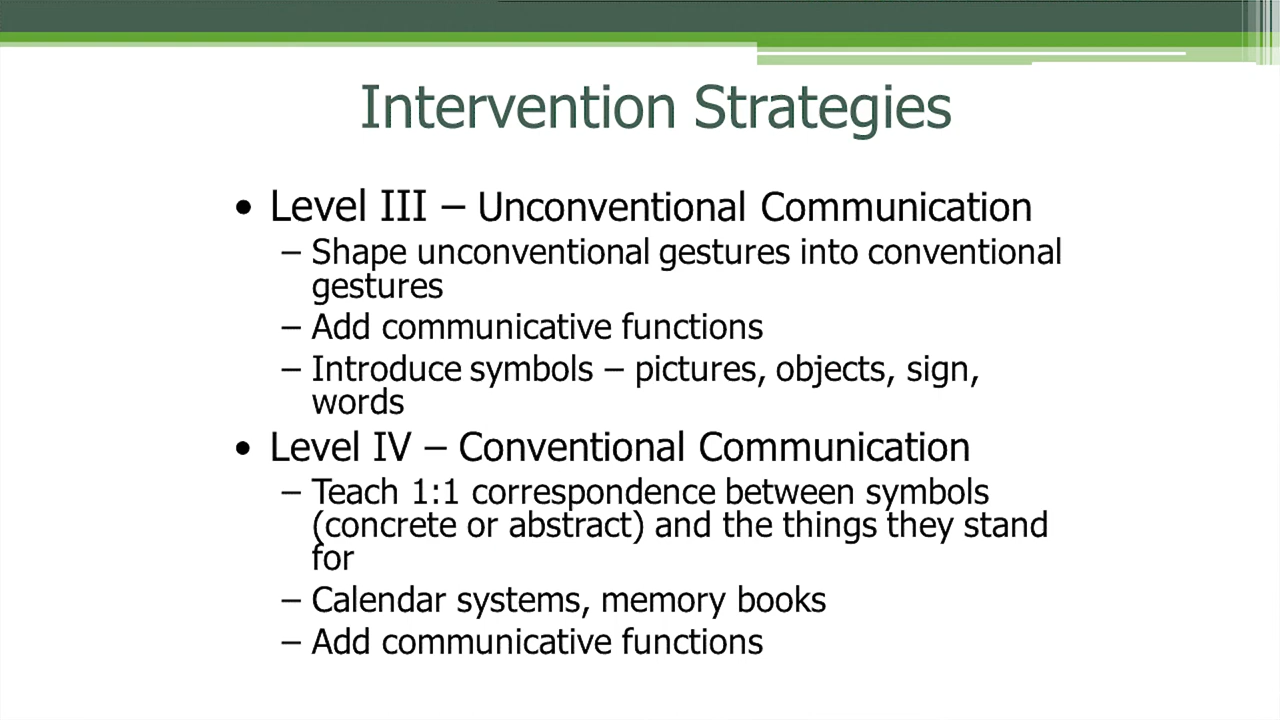 Intervention Strategies
• Level III – Unconventional Communication
– Shape unconventional gestures into conventional
gestures
– Add communicative functions
– Introduce symbols – pictures, objects, sign,
words
• Level IV – Conventional Communication
– Teach 1:1 correspondence between symbols
(concrete or abstract) and the things they stand
for
– Calendar systems, memory books
– Add communicative functions